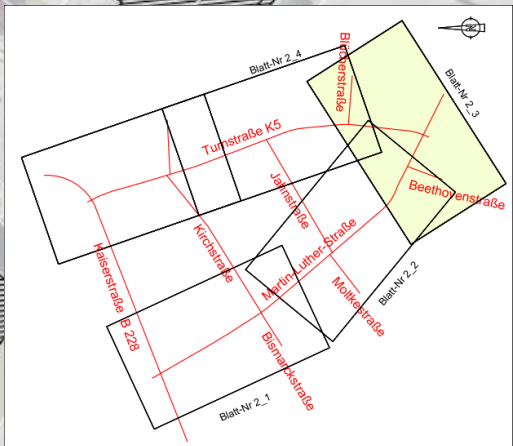 Blatt-Nr 2_4
Blücherstraße
Blatt-Nr 2_3
Turnstraße K5
Jahnstraße
Beethovenstraße
Kirchstraße
Martin-Luther-Straße
Kaiserstraße B 228
Moltkestraße
Blatt-Nr 2_2
Bismarckstraße
Blatt-Nr 2_1